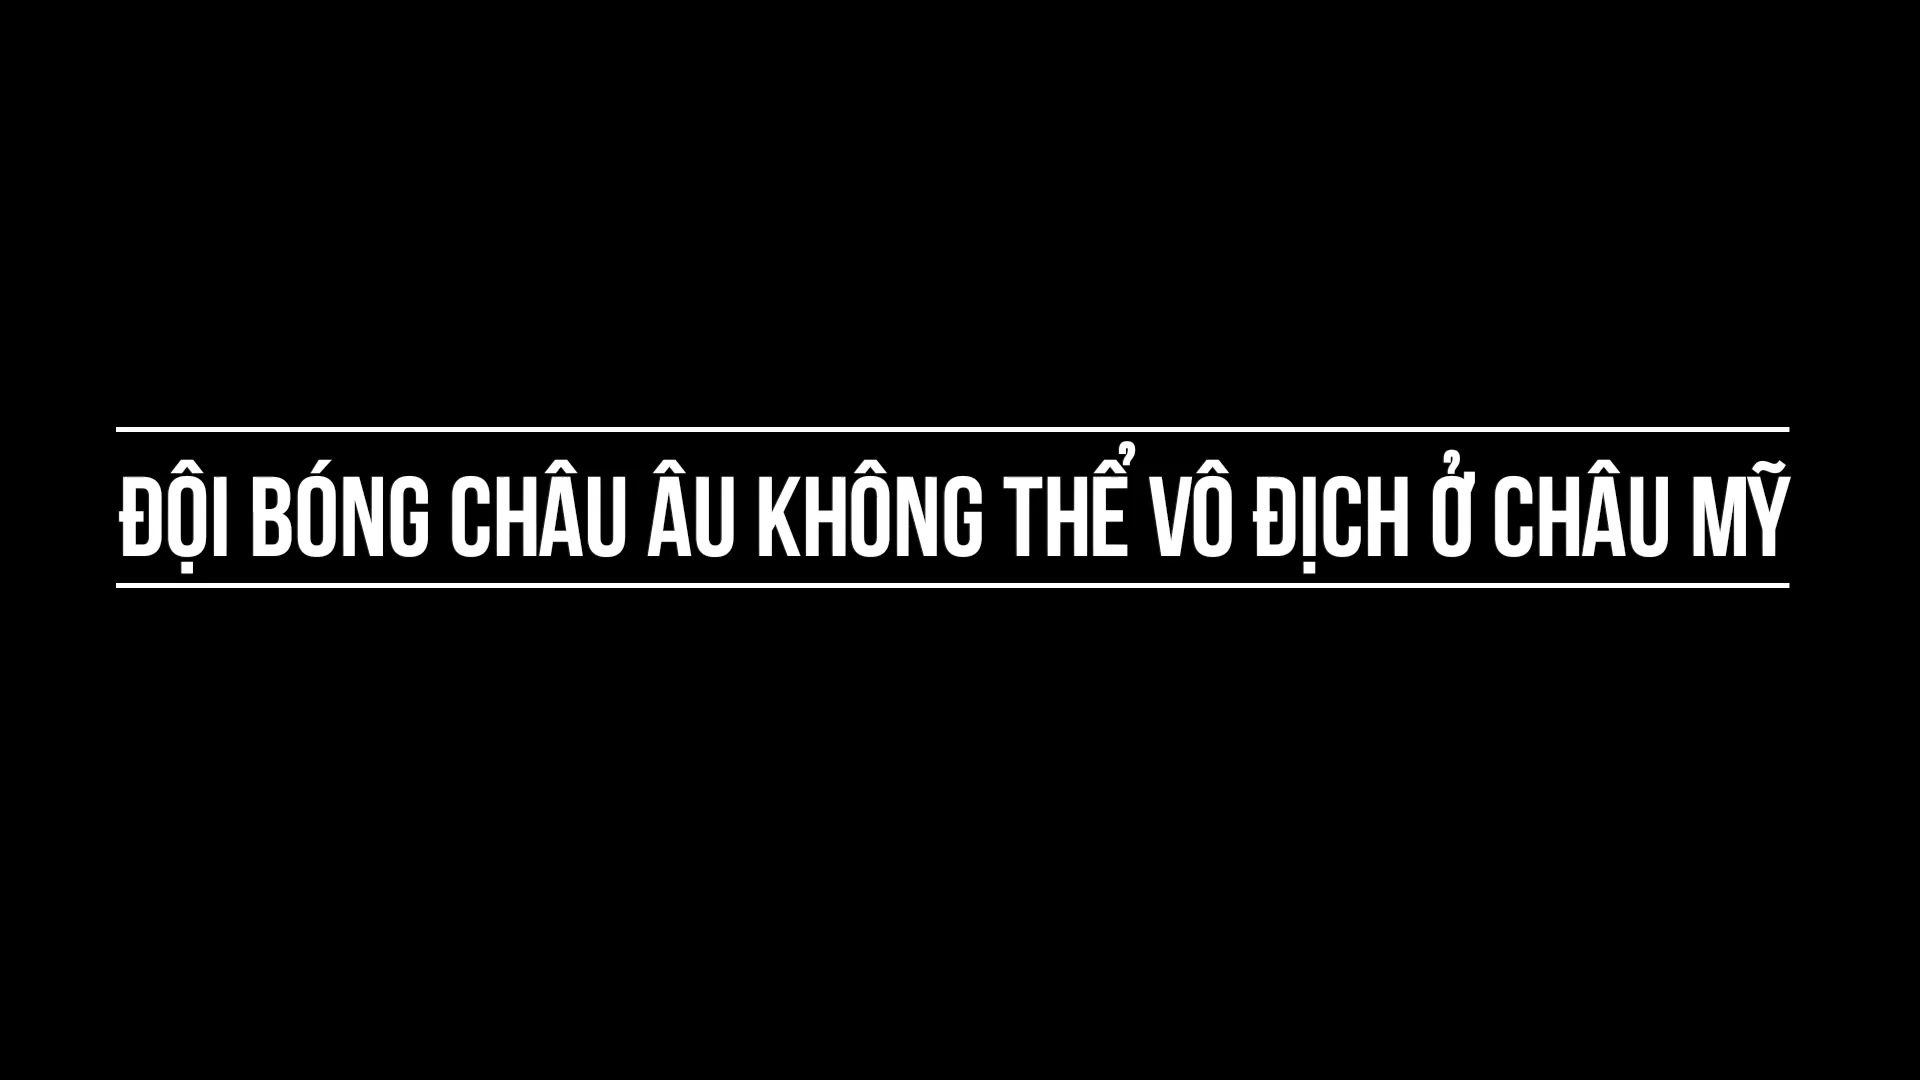 ĐỘI BÓNG CHÂU ÂU KHÔNG THỂ VÔ ĐỊCH Ở CHÂU MỸ